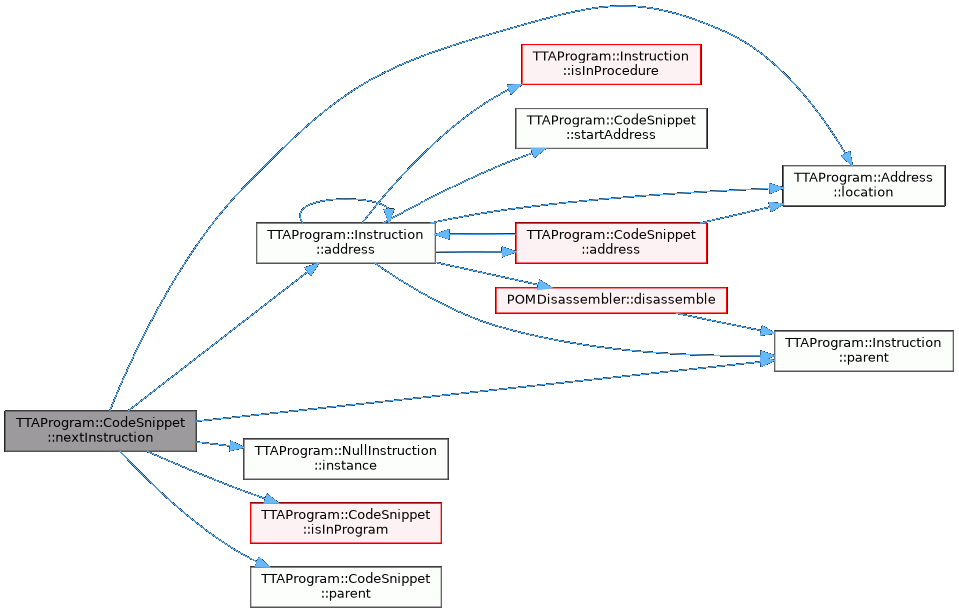 TTAProgram::Instruction
::isInProcedure
TTAProgram::CodeSnippet
::startAddress
TTAProgram::Address
::location
TTAProgram::Instruction
::address
TTAProgram::CodeSnippet
::address
POMDisassembler::disassemble
TTAProgram::Instruction
::parent
TTAProgram::CodeSnippet
::nextInstruction
TTAProgram::NullInstruction
::instance
TTAProgram::CodeSnippet
::isInProgram
TTAProgram::CodeSnippet
::parent